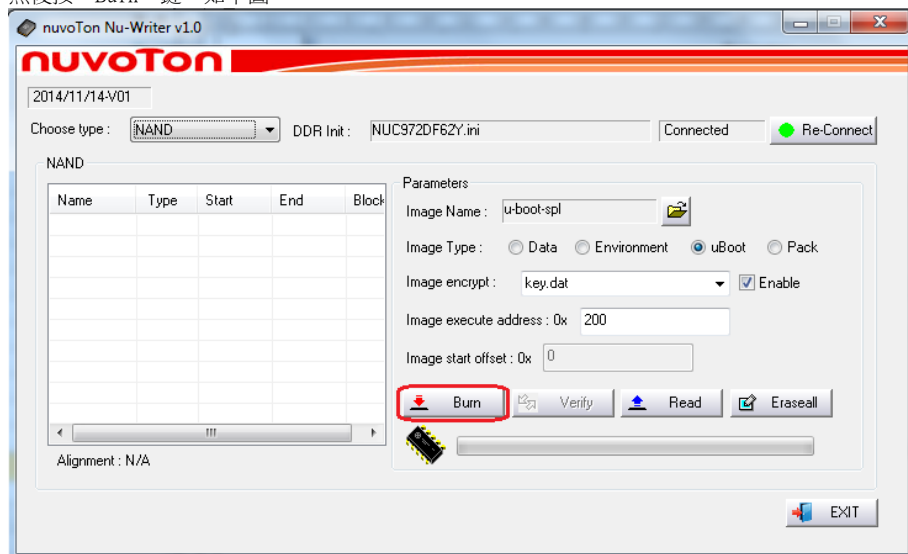 nuvoTon Nu-Writer v1.0
nuvoTon
2014/11/14-V01
Choose type : NAND DDR Init : NUC972DF62Y.ini Connected Re-Connect
NAND
Name Type Start End Block
Alignment : N/A
Parameters
Image Name : u-boot-spl
Image Type : Data Environment uBoot Pack
Image encrypt : key.dat Enable
Image execute address : 0x 200
Image start offset : 0x 0
Burn Verify Read Eraseall
EXIT